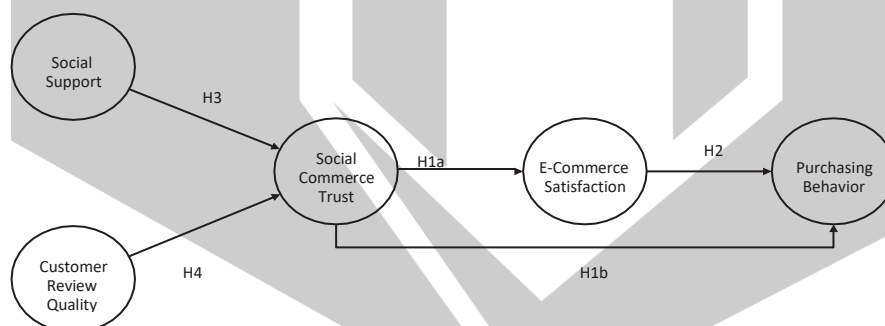 Social
Support
H3
Social
Commerce
Trust
H1a
E-Commerce
Satisfaction
H2
Purchasing
Behavior
H1b
H4
Customer
Review
Quality